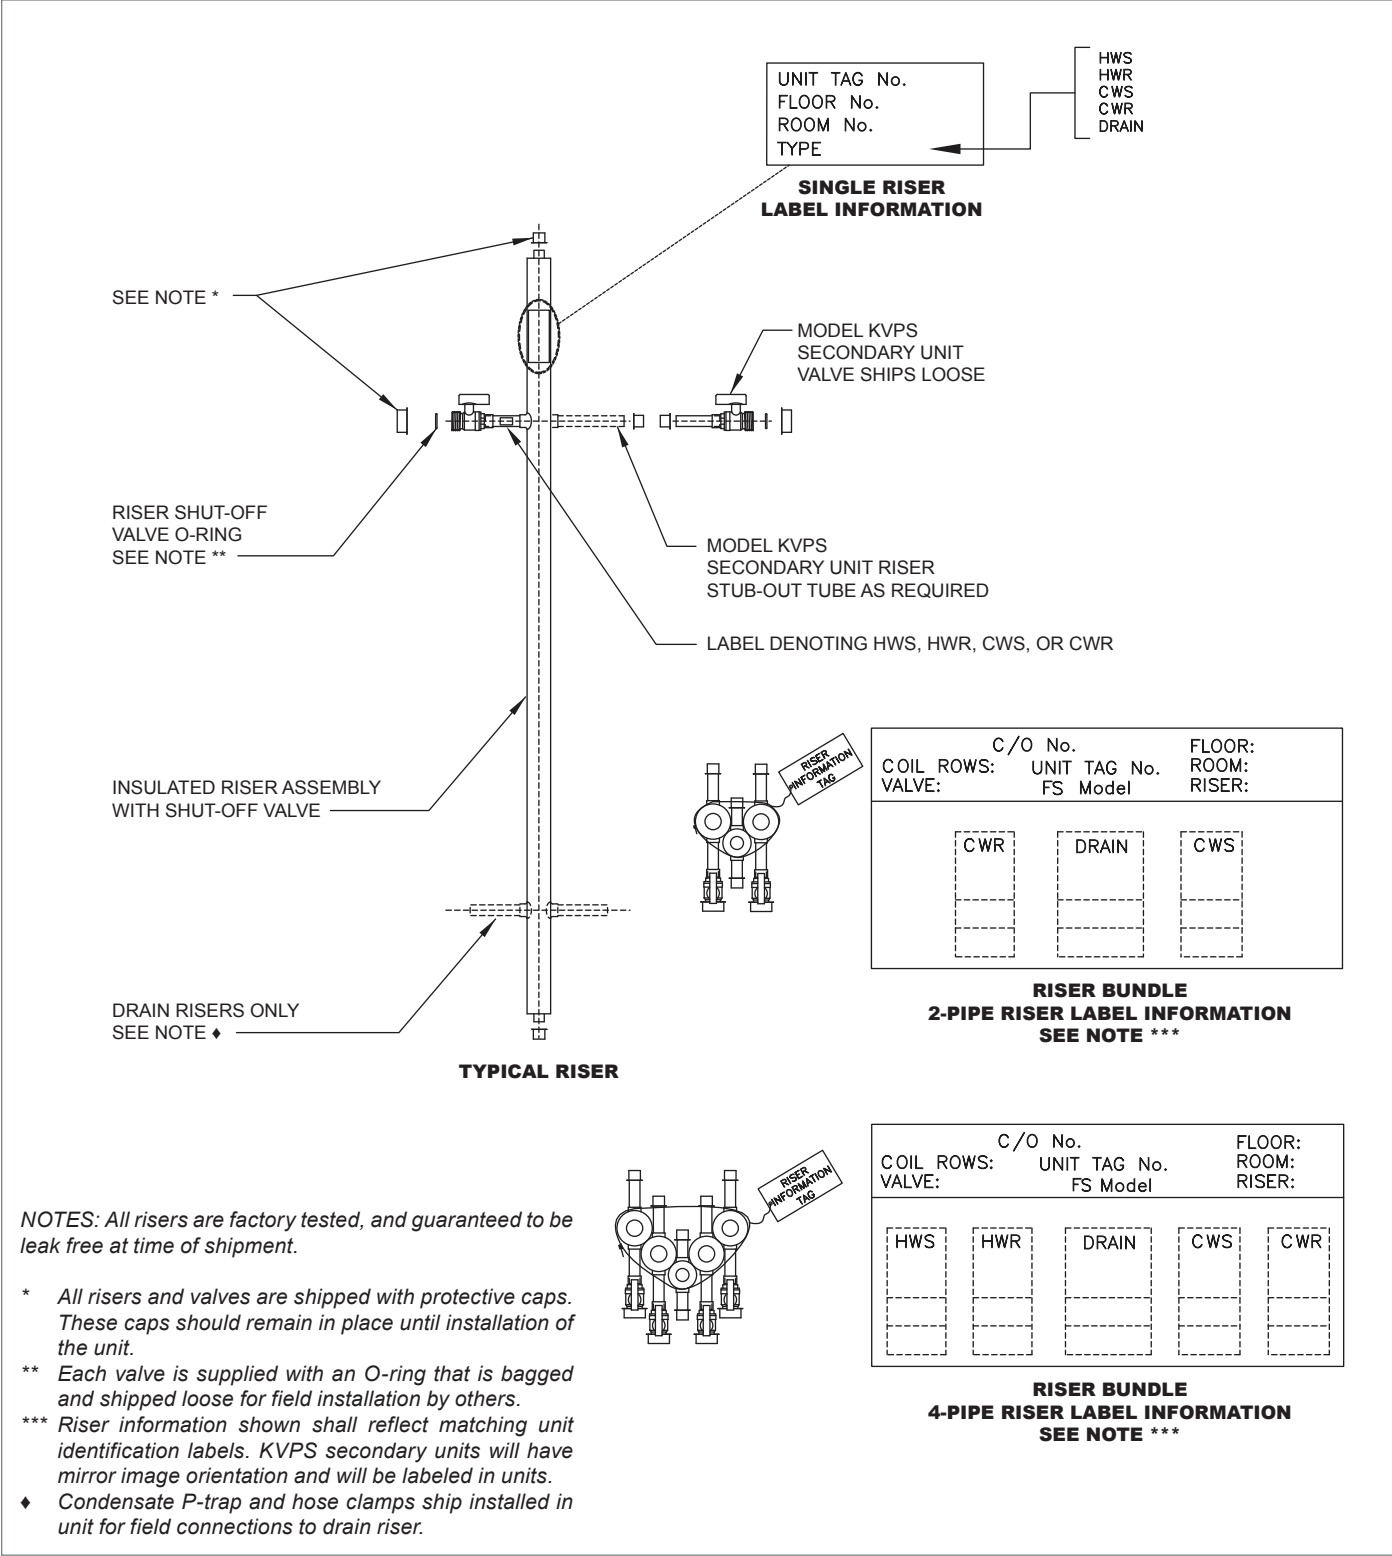 HWS
HWR
CWS
CWR
DRAIN
UNIT TAG No.
FLOOR No.
ROOM No.
TYPE
SINGLE RISER
LABEL INFORMATION
SEE NOTE *
MODEL KVPS
SECONDARY UNIT
VALVE SHIPS LOOSE
RISER SHUT-OFF
VALVE O-RING
SEE NOTE **
MODEL KVPS
SECONDARY UNIT RISER
STUB-OUT TUBE AS REQUIRED
LABEL DENOTING HWS, HWR, CWS, OR CWR
INSULATED RISER ASSEMBLY
WITH SHUT-OFF VALVE
DRAIN RISERS ONLY
SEE NOTE ♦
TYPICAL RISER
RISER
INFORMATION
TAG
C/O No. FLOOR:
COIL ROWS: UNIT TAG No. ROOM:
VALVE: FS Model RISER:
CWR DRAIN CWS
RISER BUNDLE
2-PIPE RISER LABEL INFORMATION
SEE NOTE ***
RISER
INFORMATION
TAG
C/O No. FLOOR:
COIL ROWS: UNIT TAG No. ROOM:
VALVE: FS Model RISER:
HWS HWR DRAIN CWS CWR
RISER BUNDLE
4-PIPE RISER LABEL INFORMATION
SEE NOTE ***
NOTES: All risers are factory tested, and guaranteed to be
leak free at time of shipment.
* All risers and valves are shipped with protective caps.
These caps should remain in place until installation of
the unit.
** Each valve is supplied with an O-ring that is bagged
and shipped loose for field installation by others.
*** Riser information shown shall reflect matching unit
identification labels. KVPS secondary units will have
mirror image orientation and will be labeled in units.
♦ Condensate P-trap and hose clamps ship installed in
unit for field connections to drain riser.